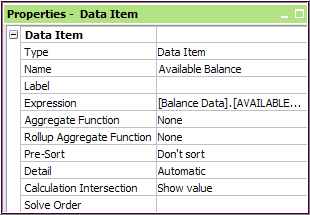 Properties - Data Item
Data Item
Type Data Item
Name Available Balance
Label
Expression [Balance Data].[AVAILABLE...
Aggregate Function None
Rollup Aggregate Function None
Pre-Sort Don't sort
Detail Automatic
Calculation Intersection Show value
Solve Order